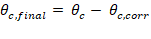 θc,final = θc − θc,corr